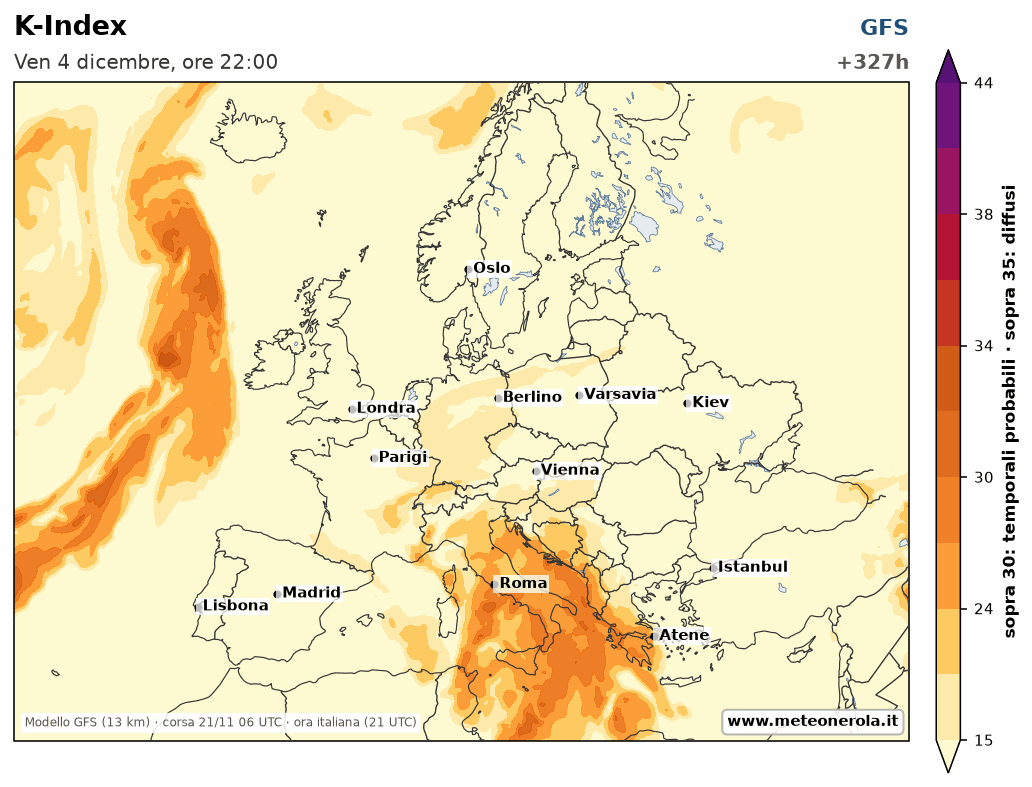 K-Index
GFS
Ven 4 dicembre, ore 22:00
+327h
Oslo
Londra
Berlino
Varsavia
Kiev
Parigi
Vienna
Istanbul
Roma
Madrid
Lisbona
Atene
Modello GFS (13 km) · corsa 21/11 06 UTC · ora italiana (21 UTC)
www.meteonerola.it
44
38
34
30
24
15
sopra 30: temporali probabili · sopra 35: diffusi